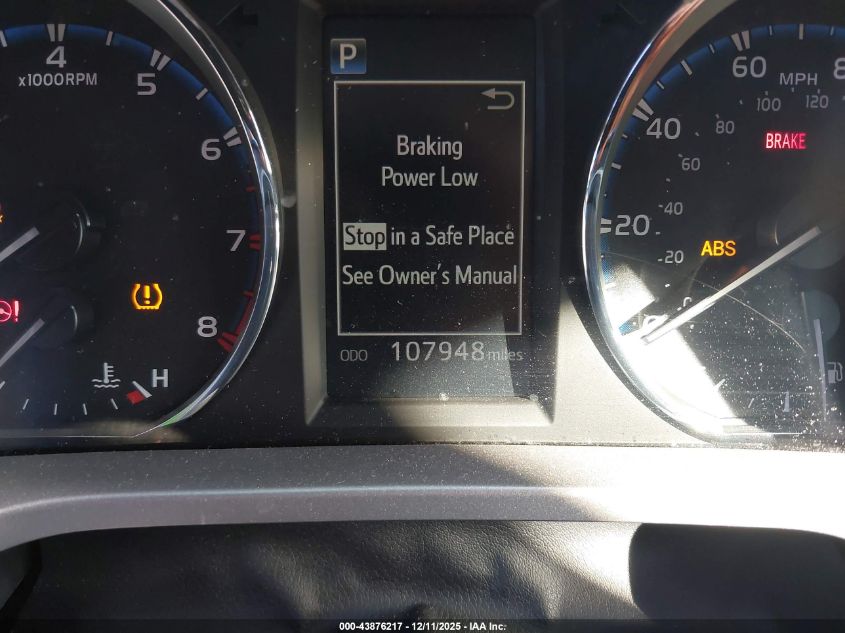 4
x1000RPM
5
6
7
8
H
P
Braking
Power Low
Stop in a Safe Place
See Owner's Manual
ODO 107948 miles
!
!
60
MPH
8
100
120
80
40
60
BRAKE
40
20
20
ABS
0
000-43876217 - 12/11/2025 - IAA Inc.